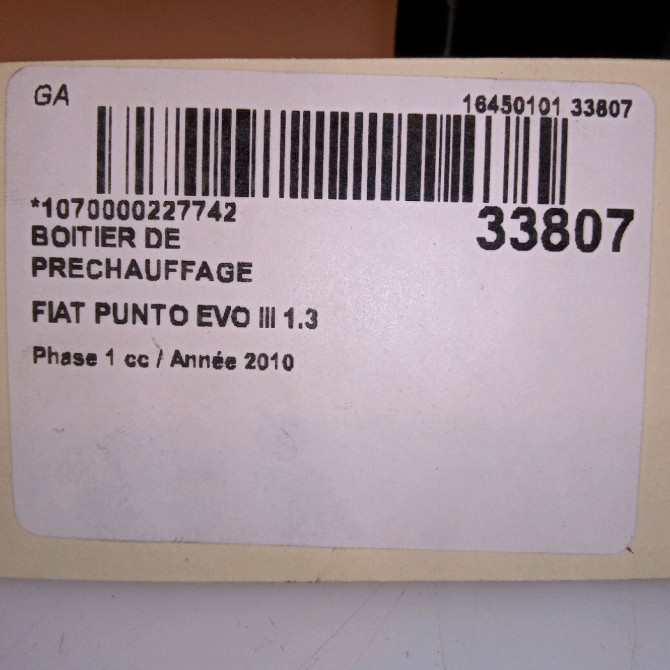 GA
16450101 33807
*1070000227742
33807
BOITIER DE
PRECHAUFFAGE
FIAT PUNTO EVO III 1.3
Phase 1 cc / Année 2010